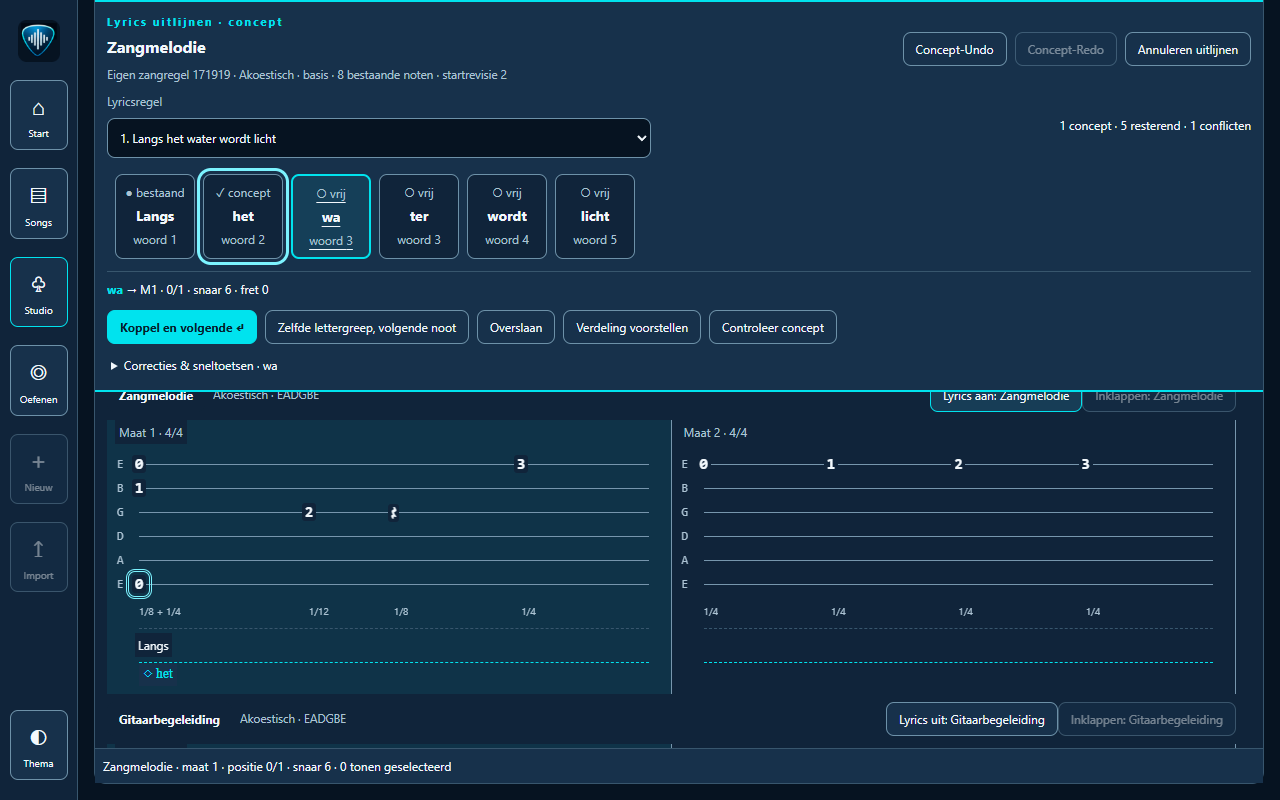 Lyrics uitlijnen · concept
Zangmelodie
Eigen zangregel 171919 · Akoestisch · basis · 8 bestaande noten · startrevisie 2
Concept-Undo
Concept-Redo
Annuleren uitlijnen
Lyricsregel
1. Langs het water wordt licht
1 concept · 5 resterend · 1 conflicten
● bestaand
Langs
woord 1
✓ concept
het
woord 2
○ vrij
wa
woord 3
○ vrij
ter
woord 3
○ vrij
wordt
woord 4
○ vrij
licht
woord 5
wa → M1 · 0/1 · snaar 6 · fret 0
Koppel en volgende ↵
Zelfde lettergreep, volgende noot
Overslaan
Verdeling voorstellen
Controleer concept
▶ Correcties & sneltoetsen · wa
Start
Songs
Studio
Oefenen
Nieuw
Import
Thema
Zangmelodie
Akoestisch · EADGBE
Lyrics aan: Zangmelodie
Inklappen: Zangmelodie
Maat 1 · 4/4
E 0 3
B 1
G 2
D
A
E 0
1/8 + 1/4 1/12 1/8 1/4
Langs
◇ het
Maat 2 · 4/4
E 0 1 2 3
B
G
D
A
E
1/4 1/4 1/4 1/4
Gitaarbegeleiding
Akoestisch · EADGBE
Lyrics uit: Gitaarbegeleiding
Inklappen: Gitaarbegeleiding
Zangmelodie · maat 1 · positie 0/1 · snaar 6 · 0 tonen geselecteerd